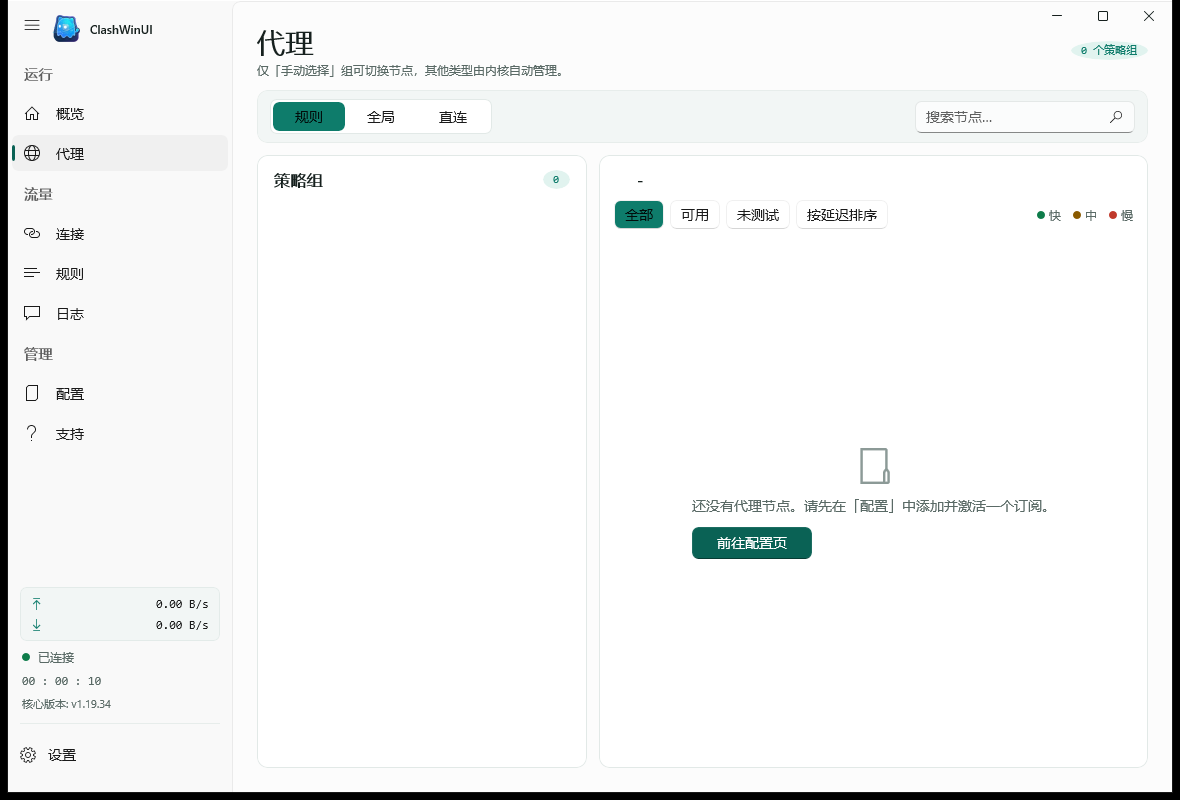 ClashWinUI
运行
概览
代理
流量
连接
规则
日志
管理
配置
支持
0.00 B/s
0.00 B/s
已连接
00 : 00 : 10
核心版本: v1.19.34
设置
代理
0 个策略组
仅「手动选择」组可切换节点，其他类型由内核自动管理。
规则 全局 直连
搜索节点...
策略组 0
-
全部 可用 未测试 按延迟排序 快 中 慢
还没有代理节点。请先在「配置」中添加并激活一个订阅。
前往配置页